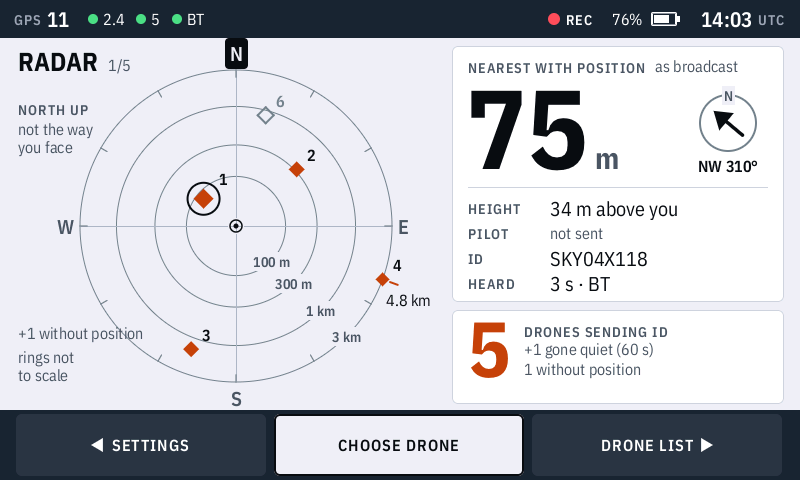 GPS 11 2.4 5 BT REC 76% 14:03 UTC
RADAR 1/5
N
NORTH UP
not the way
you face
6
2
1
W
E
100 m
300 m
1 km
3 km
4
4.8 km
3
+1 without position
rings not
to scale
S
NEAREST WITH POSITION as broadcast
75 m
N
NW 310°
HEIGHT 34 m above you
PILOT not sent
ID SKY04X118
HEARD 3 s · BT
5 DRONES SENDING ID
+1 gone quiet (60 s)
1 without position
◀ SETTINGS
CHOOSE DRONE
DRONE LIST ▶